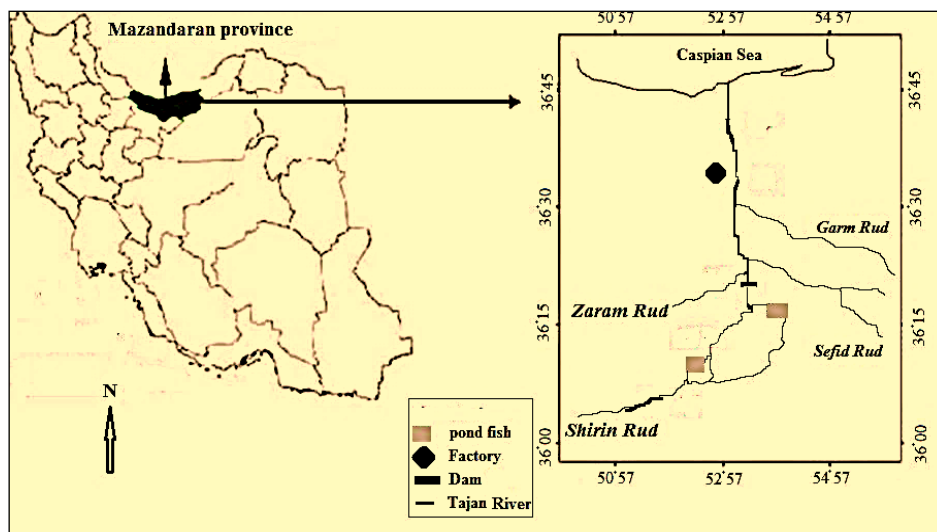 Mazandaran province
N
50°57 52°57 54°57
Caspian Sea
36°45
36°30
36°15
36°00
36°45
36°30
36°15
36°00
Garm Rud
Zaram Rud
Sefid Rud
Shirin Rud
50°57 52°57 54°57
pond fish
Factory
Dam
Tajan River